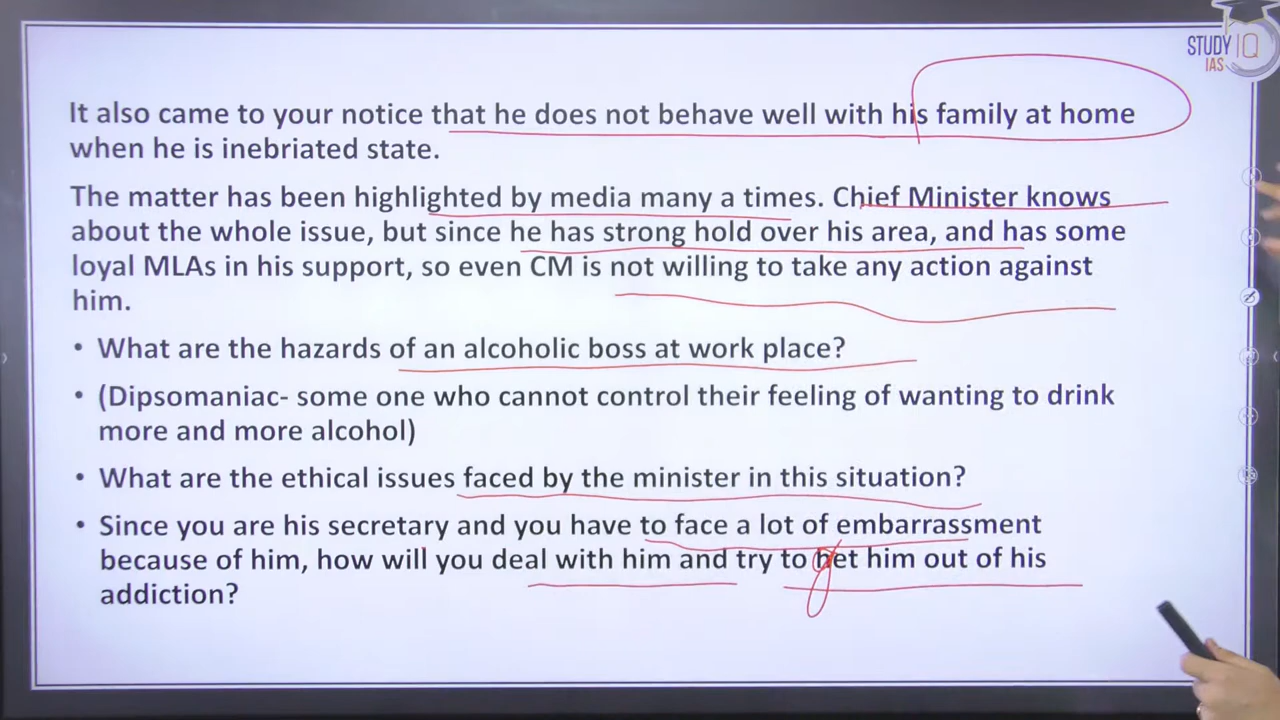 STUDY IQ
IAS
It also came to your notice that he does not behave well with his family at home
when he is inebriated state.
The matter has been highlighted by media many a times. Chief Minister knows
about the whole issue, but since he has strong hold over his area, and has some
loyal MLAs in his support, so even CM is not willing to take any action against
him.
• What are the hazards of an alcoholic boss at work place?
• (Dipsomaniac- some one who cannot control their feeling of wanting to drink
more and more alcohol)
• What are the ethical issues faced by the minister in this situation?
• Since you are his secretary and you have to face a lot of embarrassment
because of him, how will you deal with him and try to get him out of his
addiction?